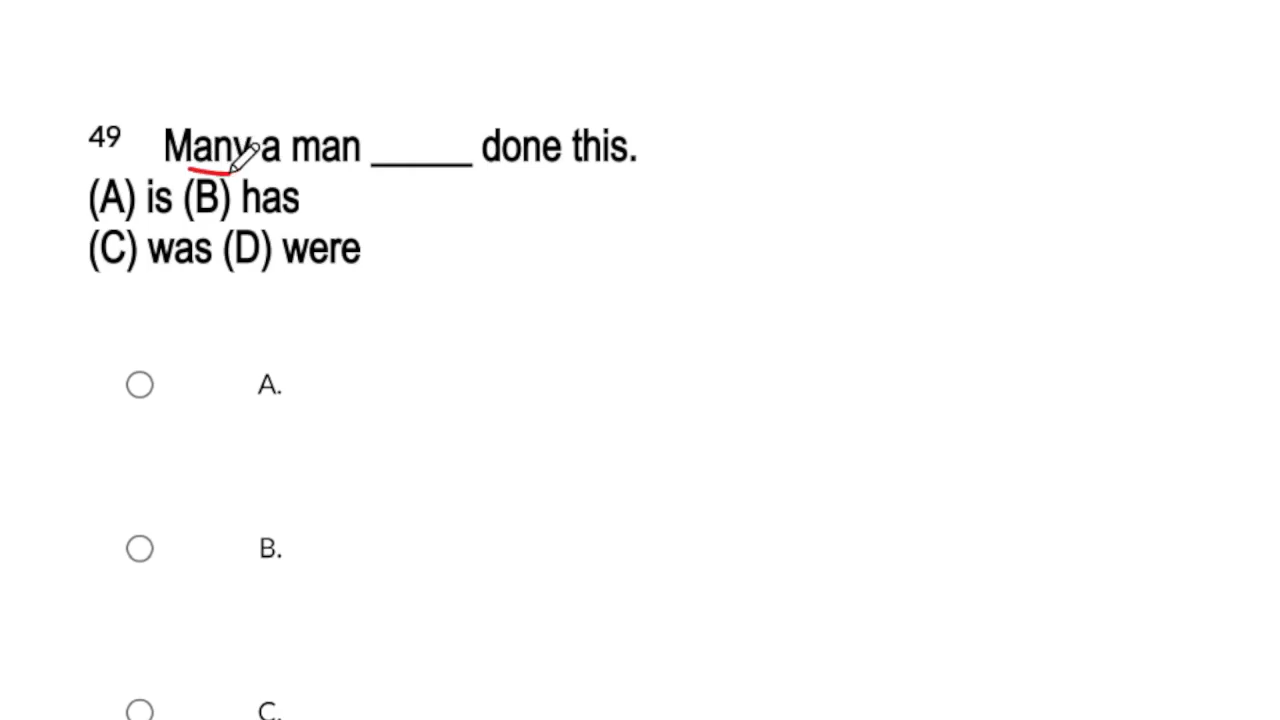 49 Many a man _____ done this.
(A) is (B) has
(C) was (D) were
A.
B.
C.